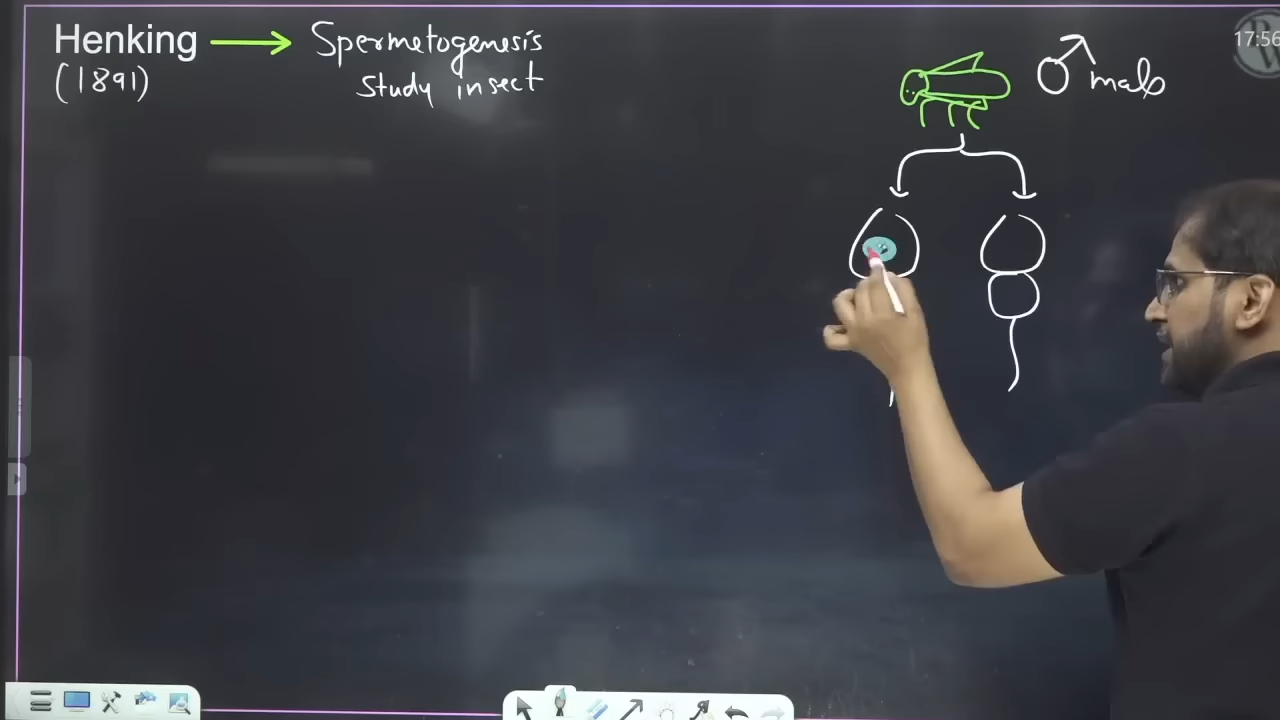 Henking → Spermetogenesis
(1891) study insect
♂ male
17:56